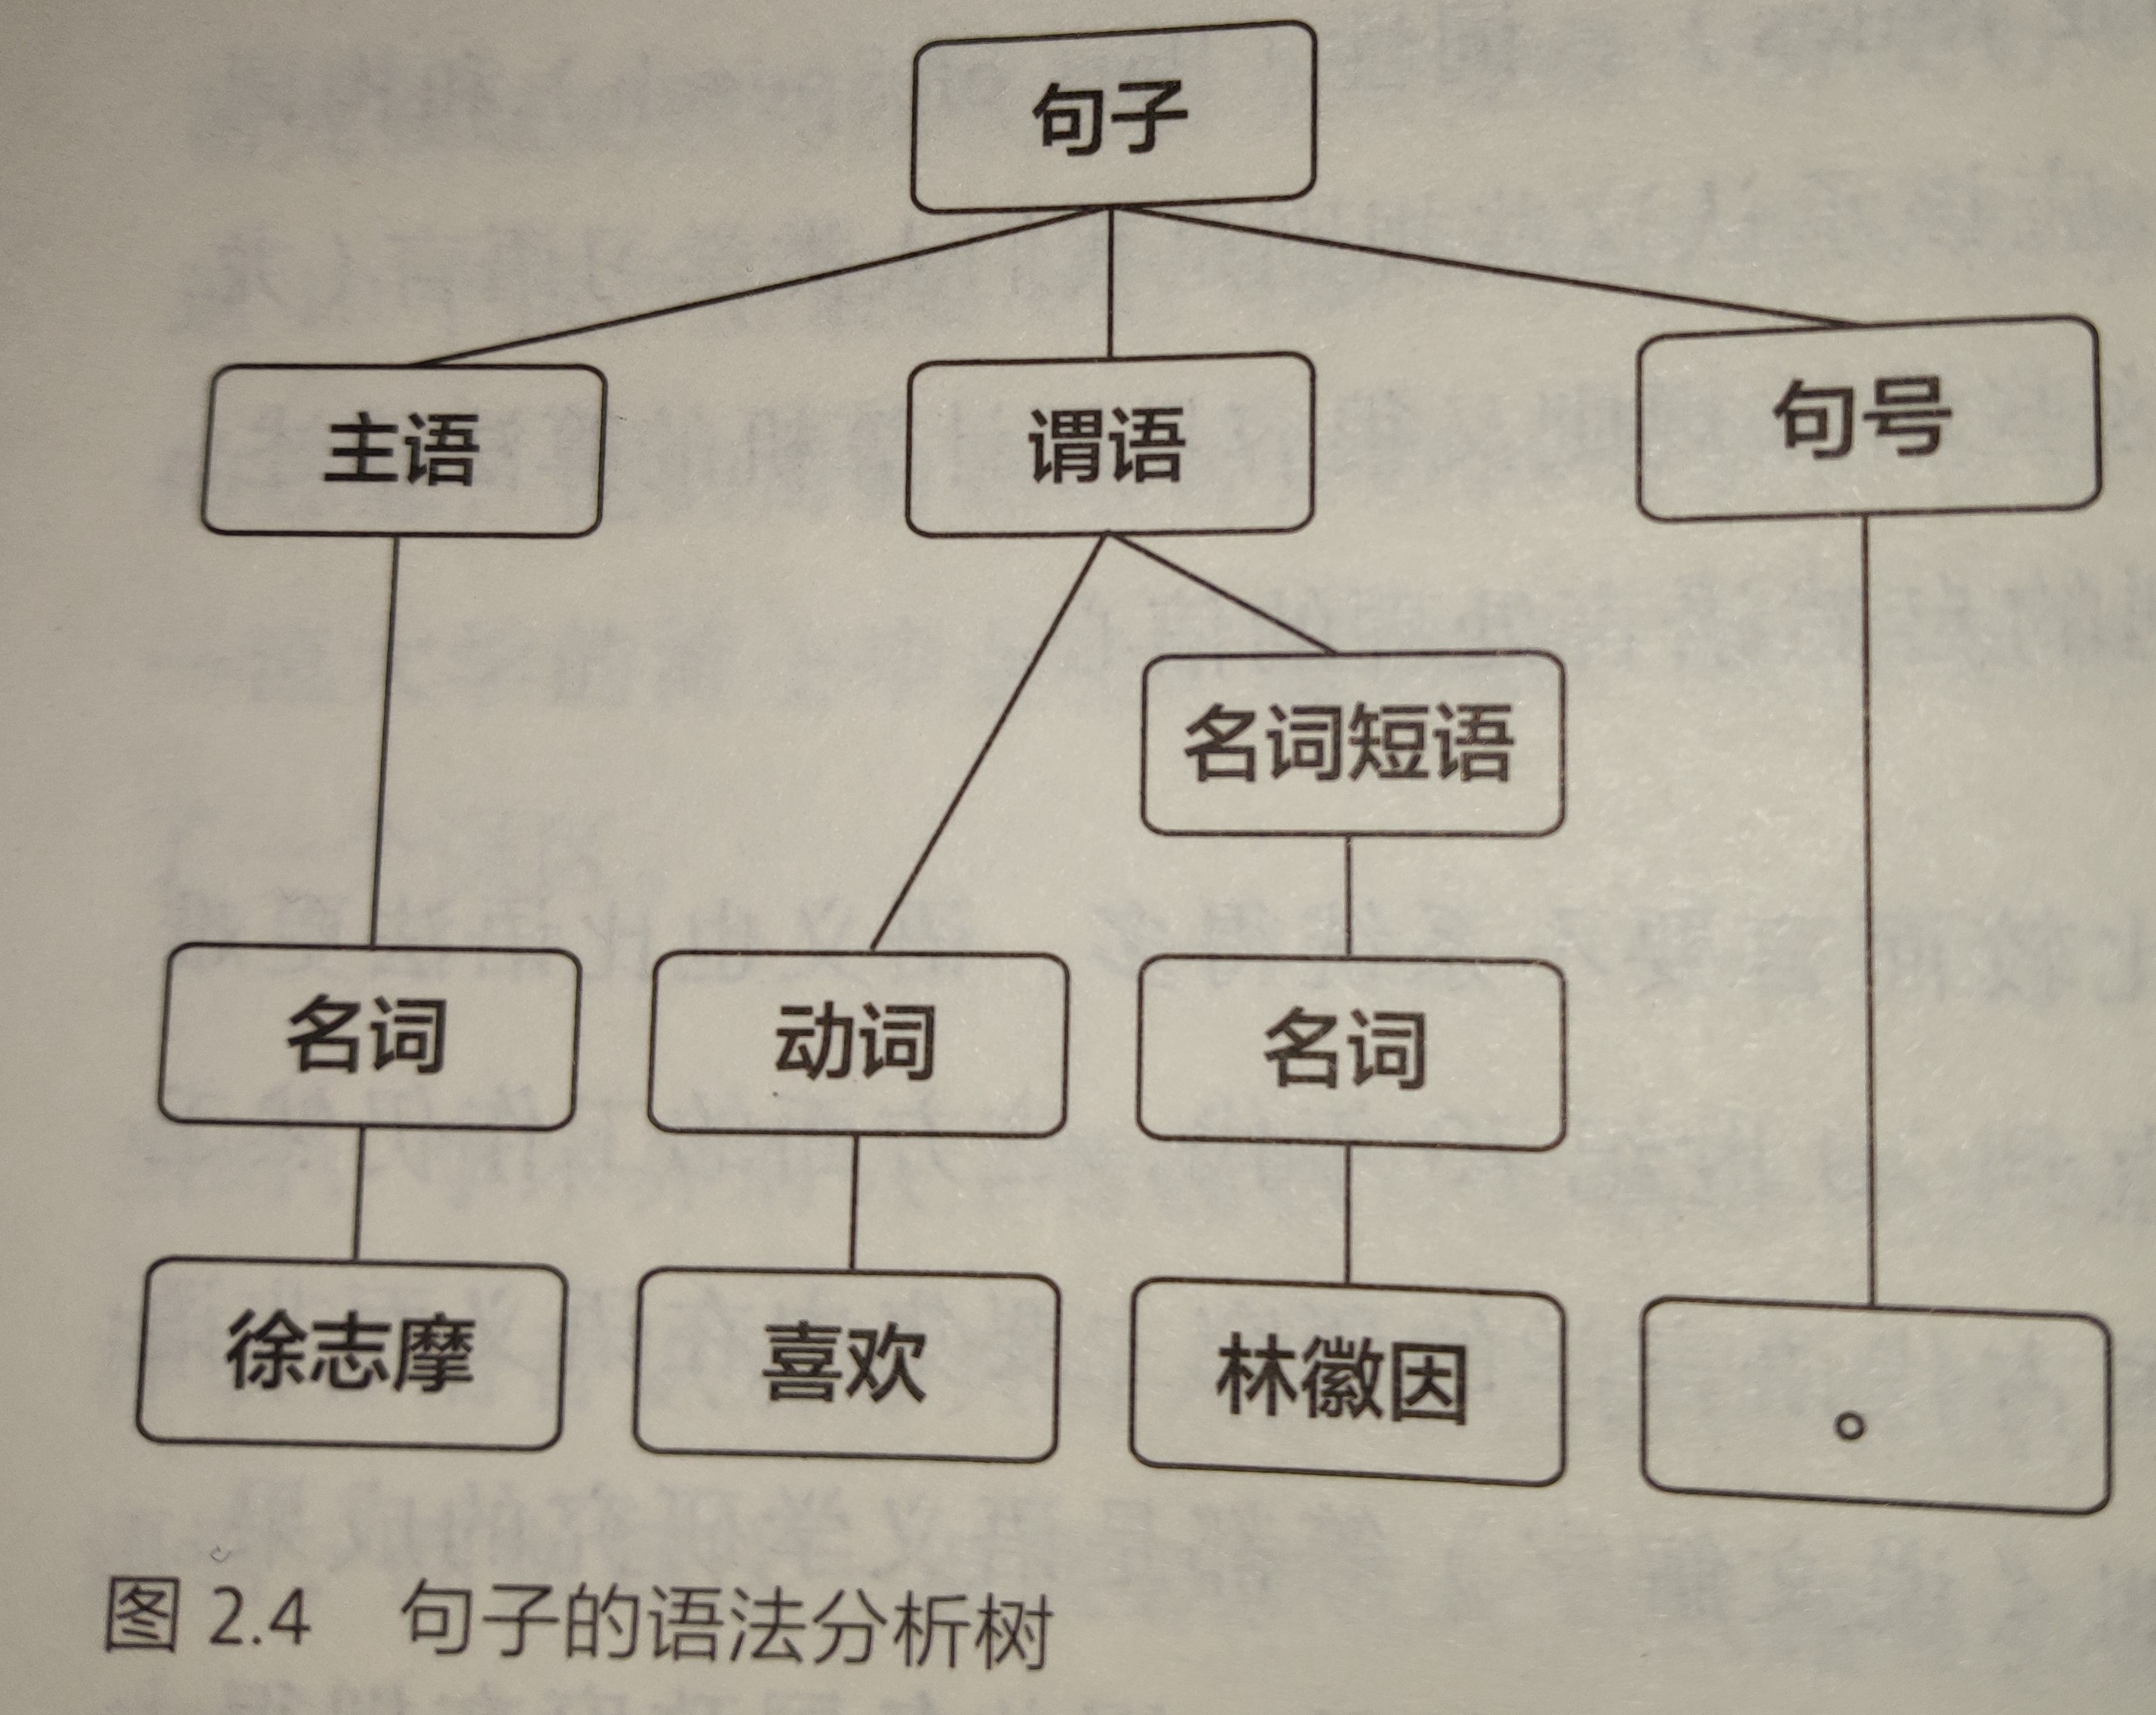 句子
主语 谓语 句号
名词短语
名词 动词 名词
徐志摩 喜欢 林徽因 。
图 2.4 句子的语法分析树